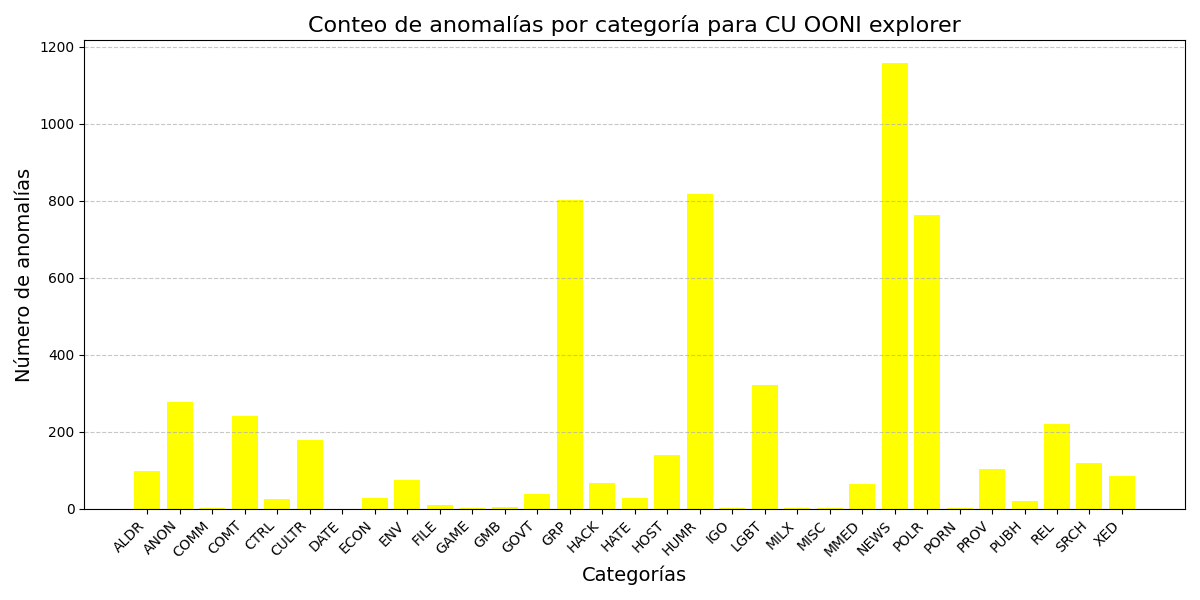 Conteo de anomalías por categoría para CU OONI explorer
Número de anomalías
1200
1000
800
600
400
200
0
ALDR
ANON
COMM
COMT
CTRL
CULTR
DATE
ECON
ENV
FILE
GAME
GMB
GOVT
GRP
HACK
HATE
HOST
HUMR
IGO
LGBT
MILX
MISC
MMED
NEWS
POLR
PORN
PROV
PUBH
REL
SRCH
XED
Categorías